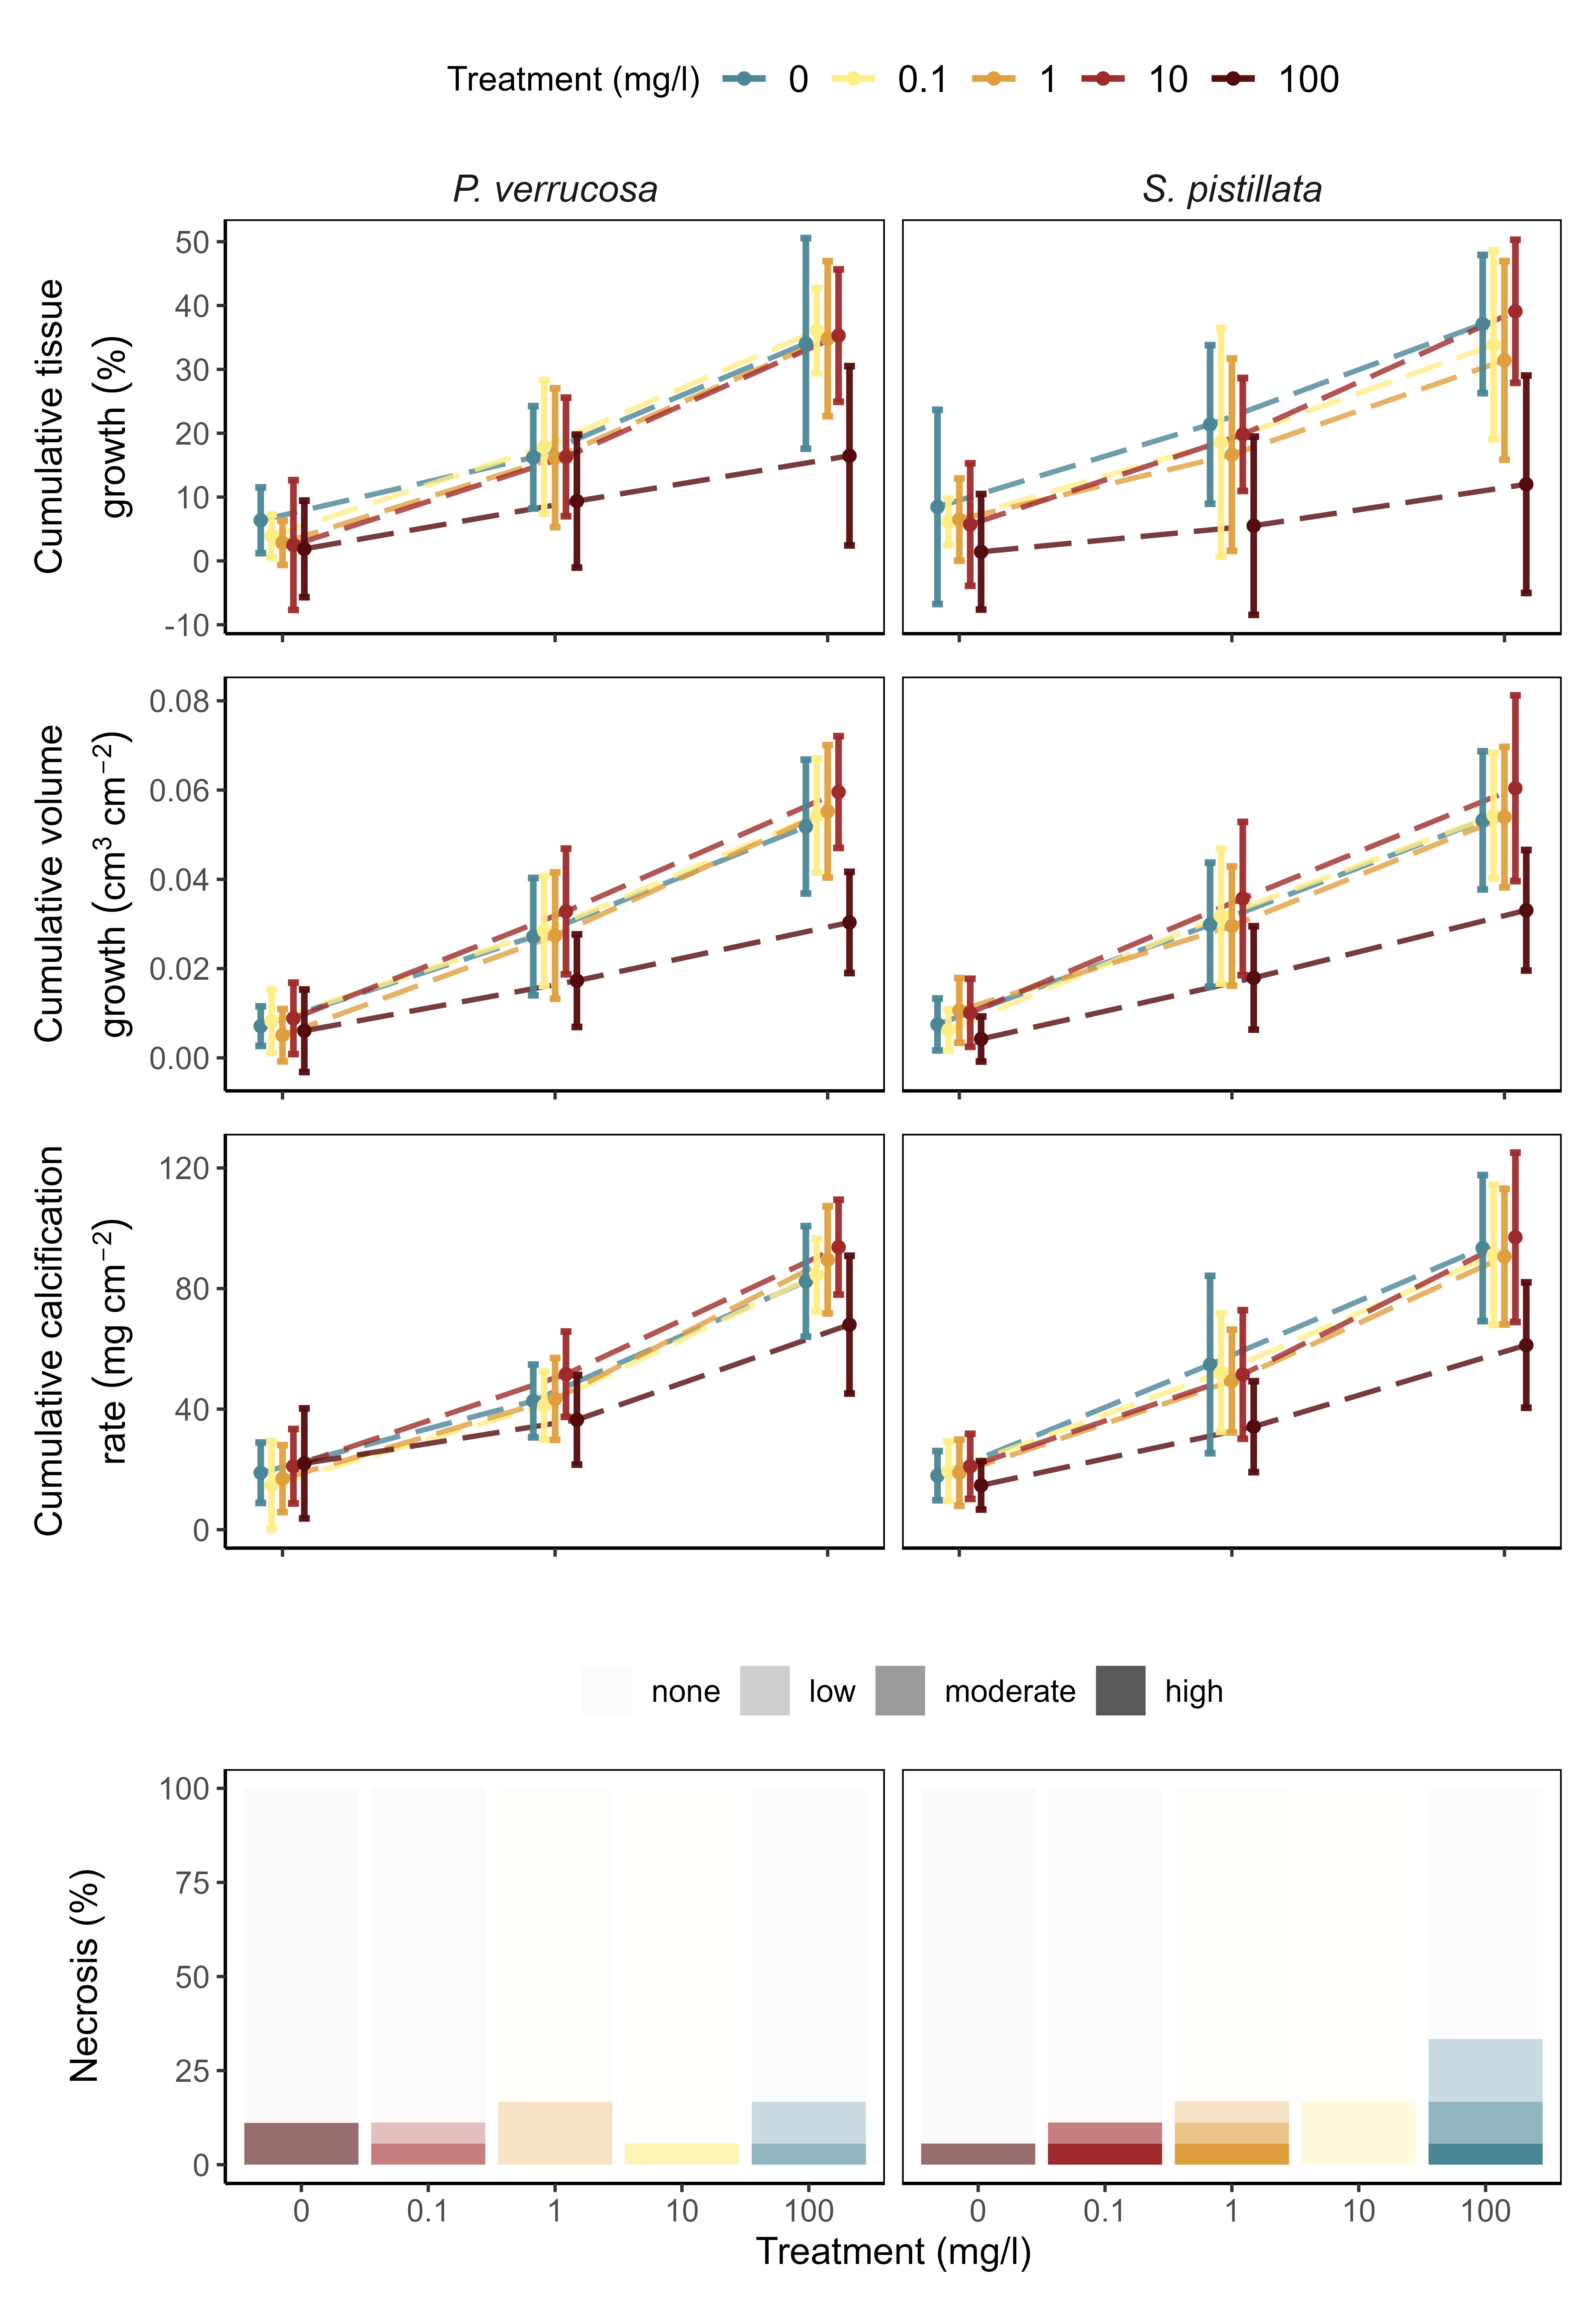 Treatment (mg/l) 0 0.1 1 10 100
P. verrucosa S. pistillata
Cumulative tissue
growth (%)
50
40
30
20
10
0
-10
Cumulative volume
growth (cm³ cm⁻²)
0.08
0.06
0.04
0.02
0.00
Cumulative calcification
rate (mg cm⁻²)
120
80
40
0
none low moderate high
Necrosis (%)
100
75
50
25
0
0 0.1 1 10 100 0 0.1 1 10 100
Treatment (mg/l)